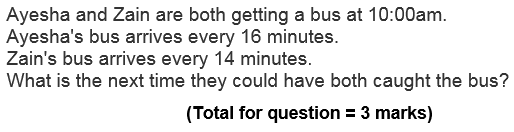 Ayesha and Zain are both getting a bus at 10:00am.
Ayesha's bus arrives every 16 minutes.
Zain's bus arrives every 14 minutes.
What is the next time they could have both caught the bus?
(Total for question = 3 marks)